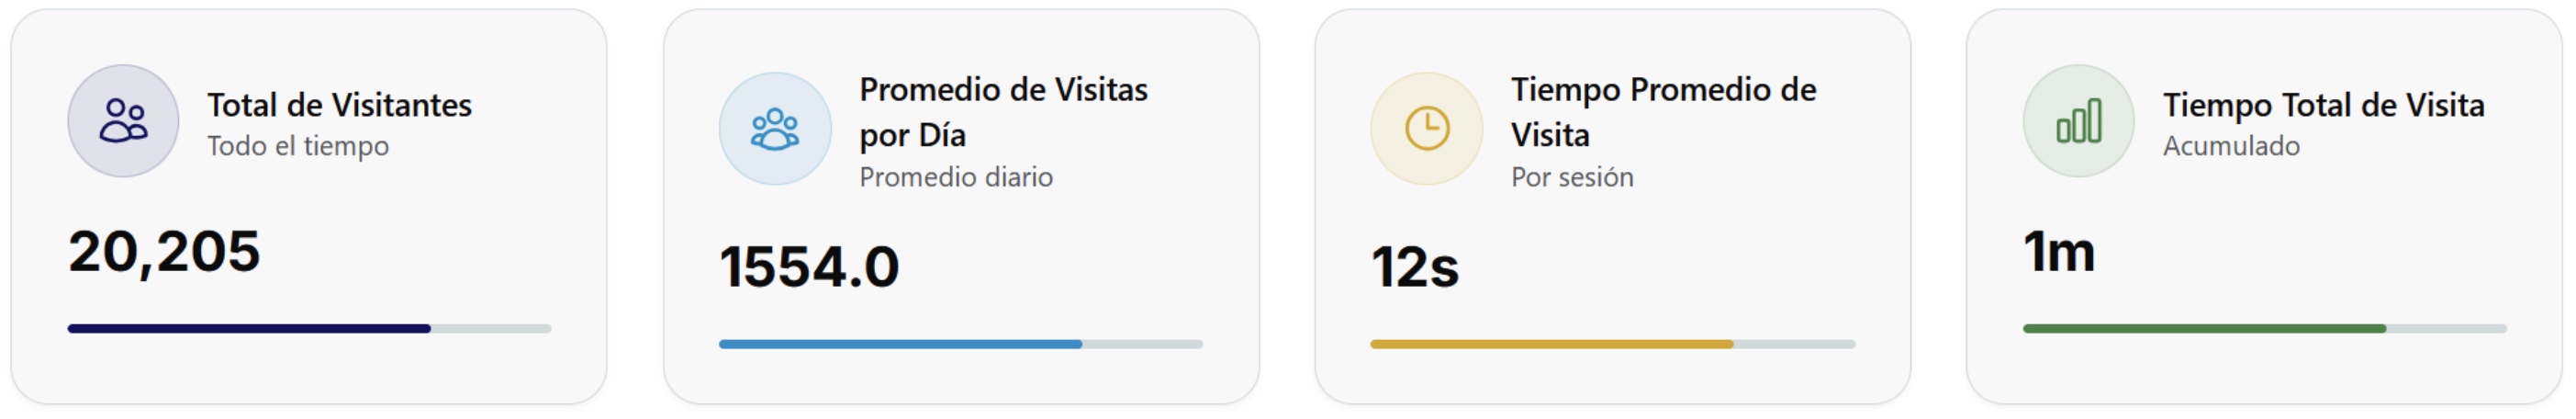 Total de Visitantes
Todo el tiempo
20,205
Promedio de Visitas
por Día
Promedio diario
1554.0
Tiempo Promedio de
Visita
Por sesión
12s
Tiempo Total de Visita
Acumulado
1m